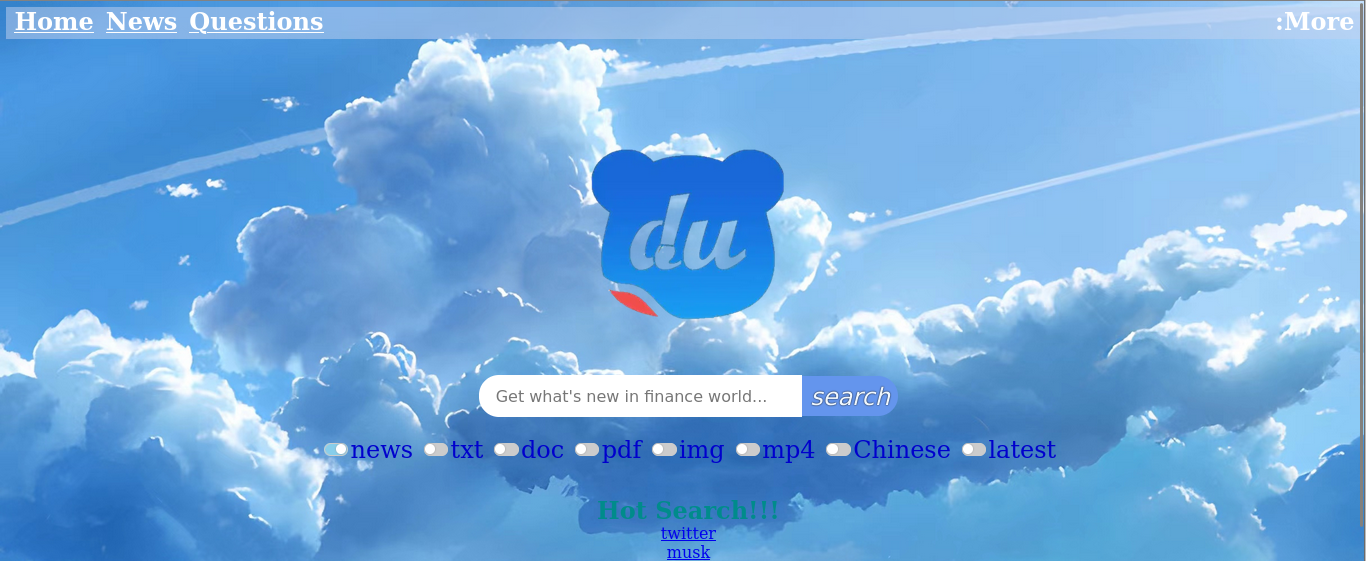 Home News Questions :More
du
Get what's new in finance world... search
news txt doc pdf img mp4 Chinese latest
Hot Search!!!
twitter
musk